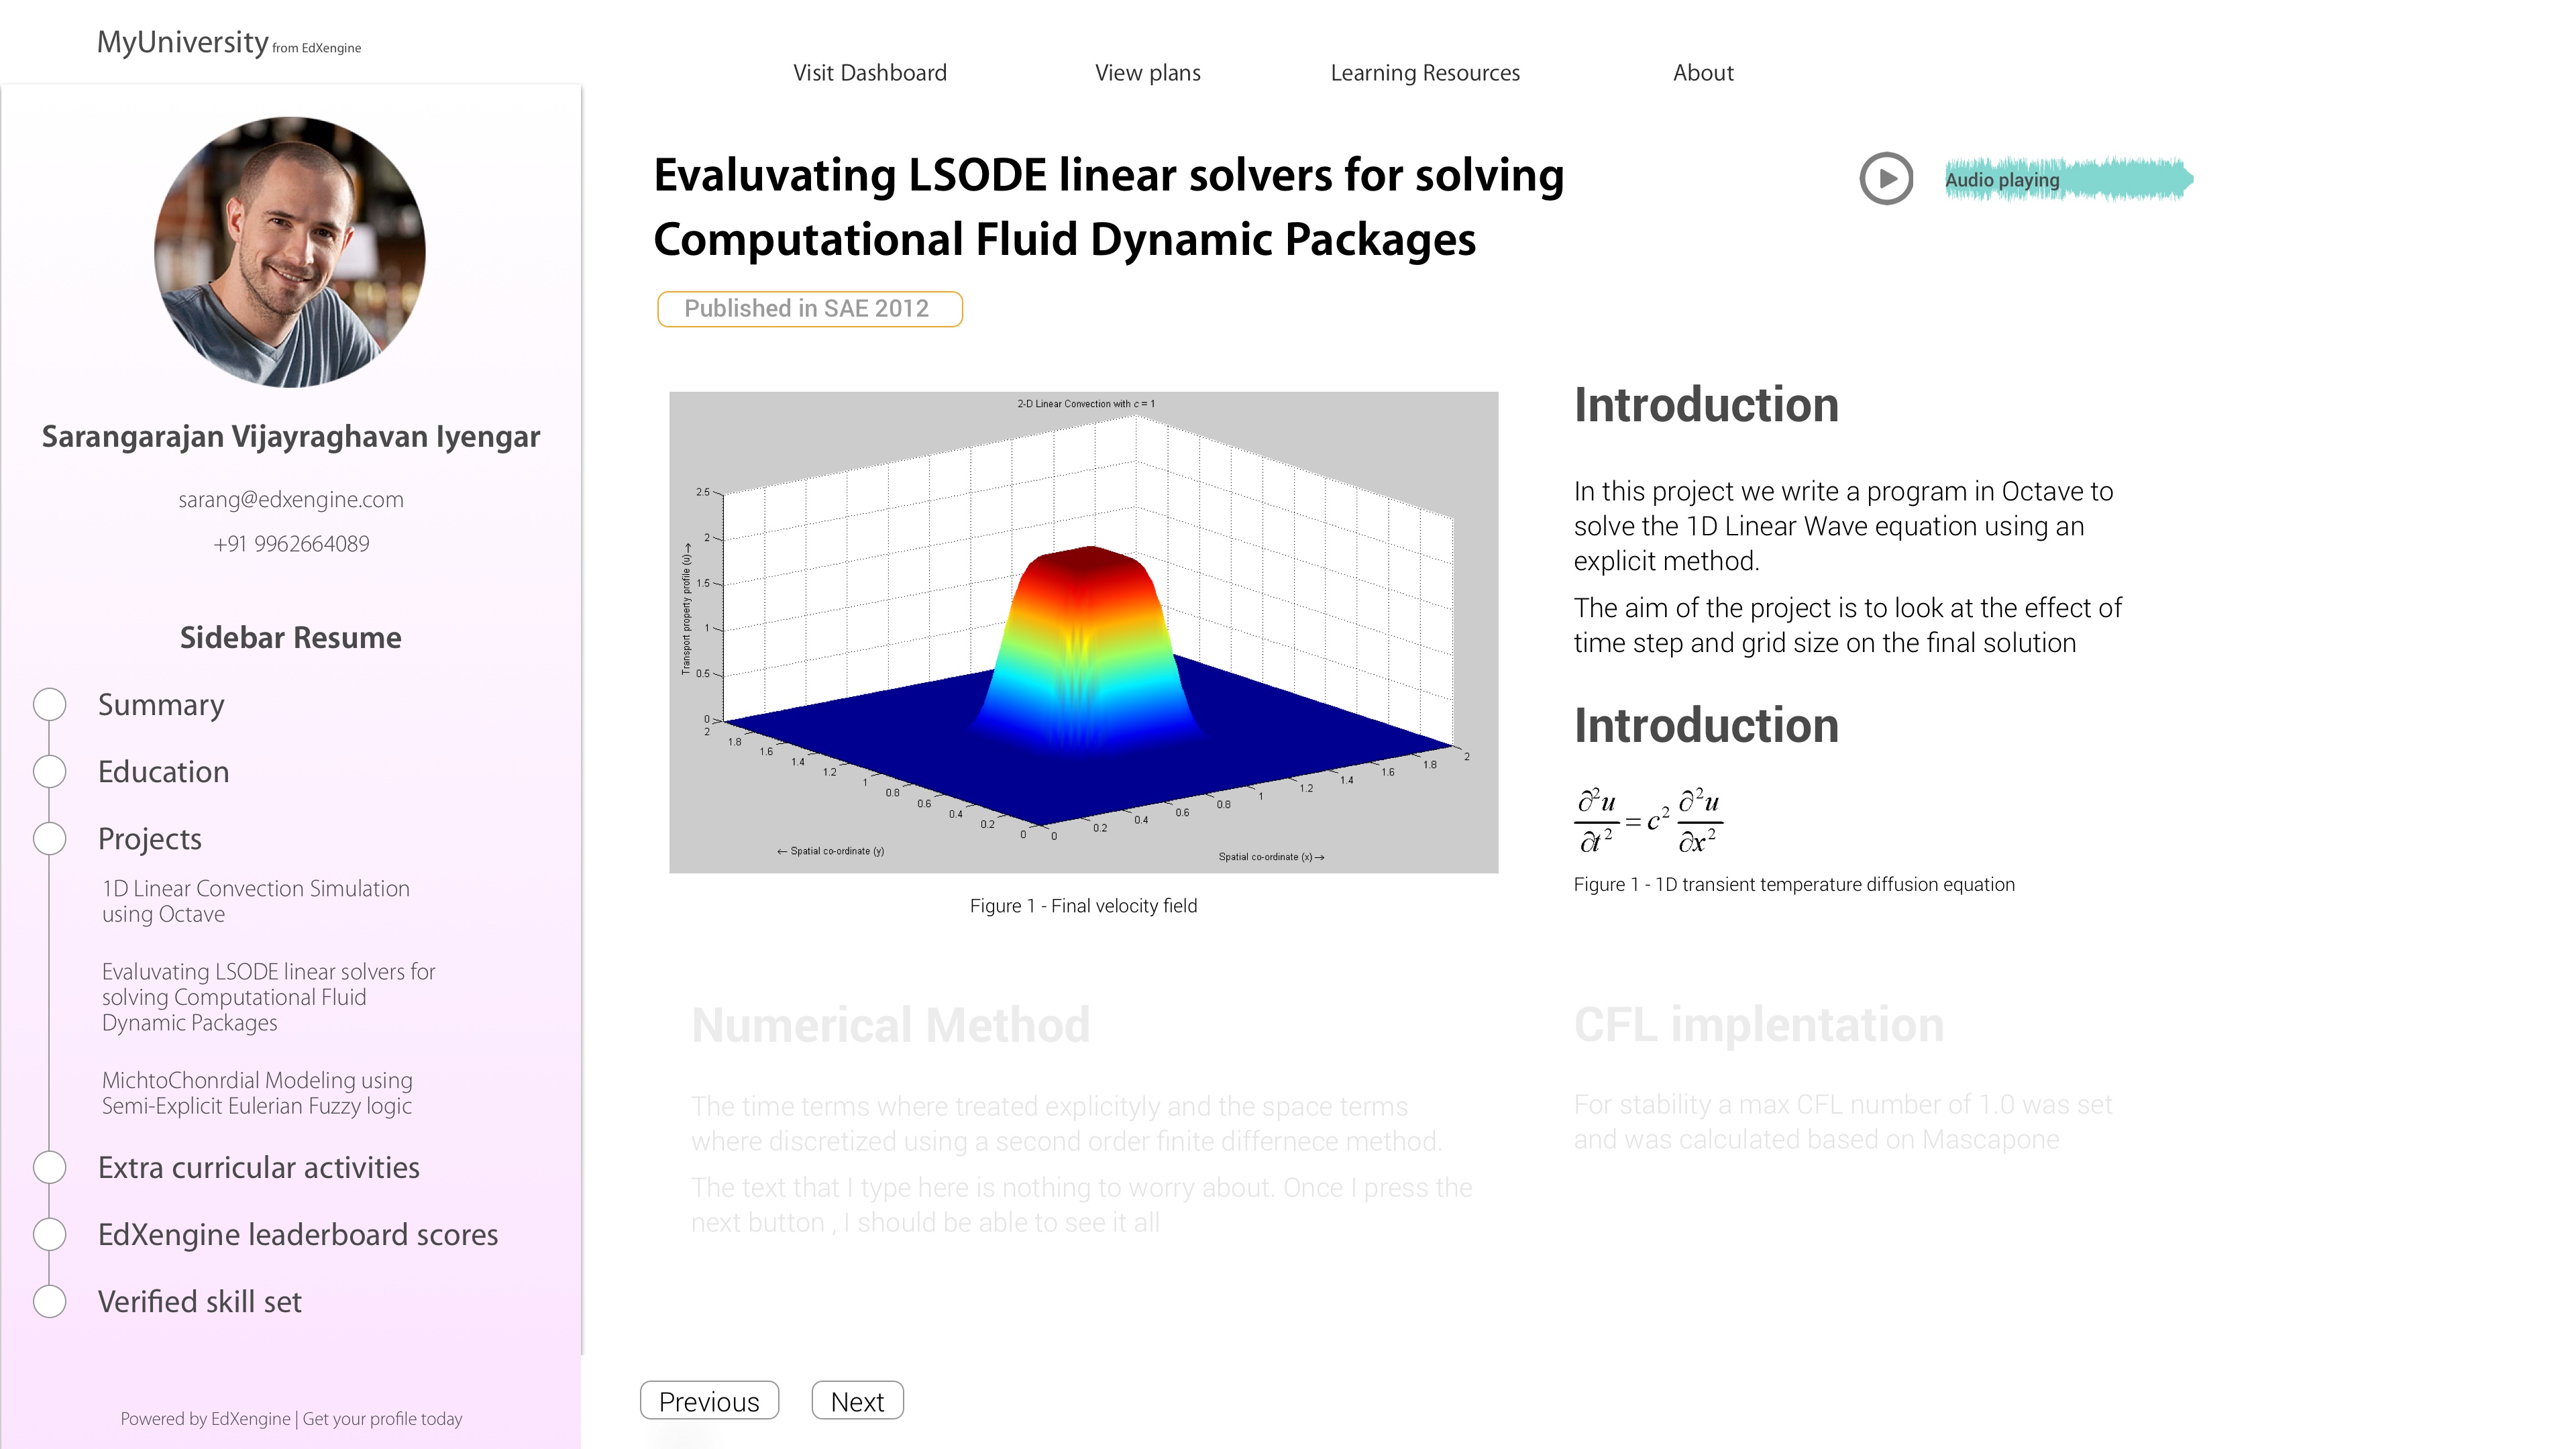 MyUniversity from EdXengine
Visit Dashboard
View plans
Learning Resources
About
Sarangarajan Vijayraghavan Iyengar
sarang@edxengine.com
+91 9962664089
Sidebar Resume
Summary
Education
Projects
1D Linear Convection Simulation
using Octave
Evaluvating LSODE linear solvers for
solving Computational Fluid
Dynamic Packages
MichtoChonrdial Modeling using
Semi-Explicit Eulerian Fuzzy logic
Extra curricular activities
EdXengine leaderboard scores
Verified skill set
Powered by EdXengine | Get your profile today
Evaluvating LSODE linear solvers for solving
Computational Fluid Dynamic Packages
Audio playing
Published in SAE 2012
2-D Linear Convection with c = 1
Transport property profile (u) →
2.5
2
1.5
1
0.5
0
2
1.8
1.6
1.4
1.2
1
0.8
0.6
0.4
0.2
0
0
0.2
0.4
0.6
0.8
1
1.2
1.4
1.6
1.8
2
← Spatial co-ordinate (y)
Spatial co-ordinate (x) →
Figure 1 - Final velocity field
Introduction
In this project we write a program in Octave to
solve the 1D Linear Wave equation using an
explicit method.
The aim of the project is to look at the effect of
time step and grid size on the final solution
Introduction
∂²u/∂t² = c² ∂²u/∂x²
Figure 1 - 1D transient temperature diffusion equation
Numerical Method
The time terms where treated explicityly and the space terms
where discretized using a second order finite differnece method.
The text that I type here is nothing to worry about. Once I press the
next button , I should be able to see it all
CFL implentation
For stability a max CFL number of 1.0 was set
and was calculated based on Mascapone
Previous
Next